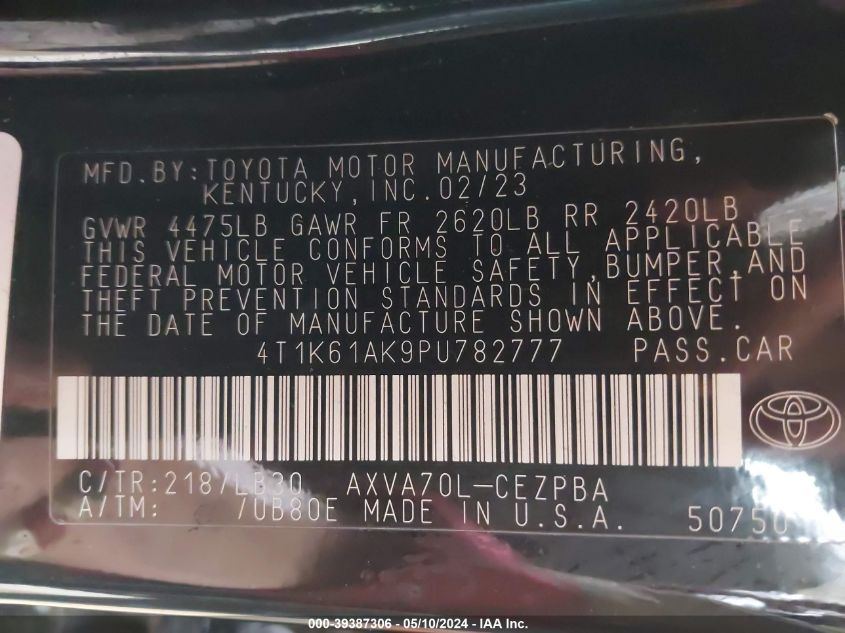 MFD.BY:TOYOTA MOTOR MANUFACTURING,
KENTUCKY,INC.02/23
GVWR 4475LB GAWR FR 2620LB RR 2420LB
THIS VEHICLE CONFORMS TO ALL APPLICABLE
FEDERAL MOTOR VEHICLE SAFETY,BUMPER,AND
THEFT PREVENTION STANDARDS IN EFFECT ON
THE DATE OF MANUFACTURE SHOWN ABOVE.
4T1K61AK9PU782777 PASS.CAR
C/TR:218/LB30 AXVA70L-CEZPBA
A/TM: /UB80E MADE IN U.S.A. 50750
000-39387306 - 05/10/2024 - IAA Inc.